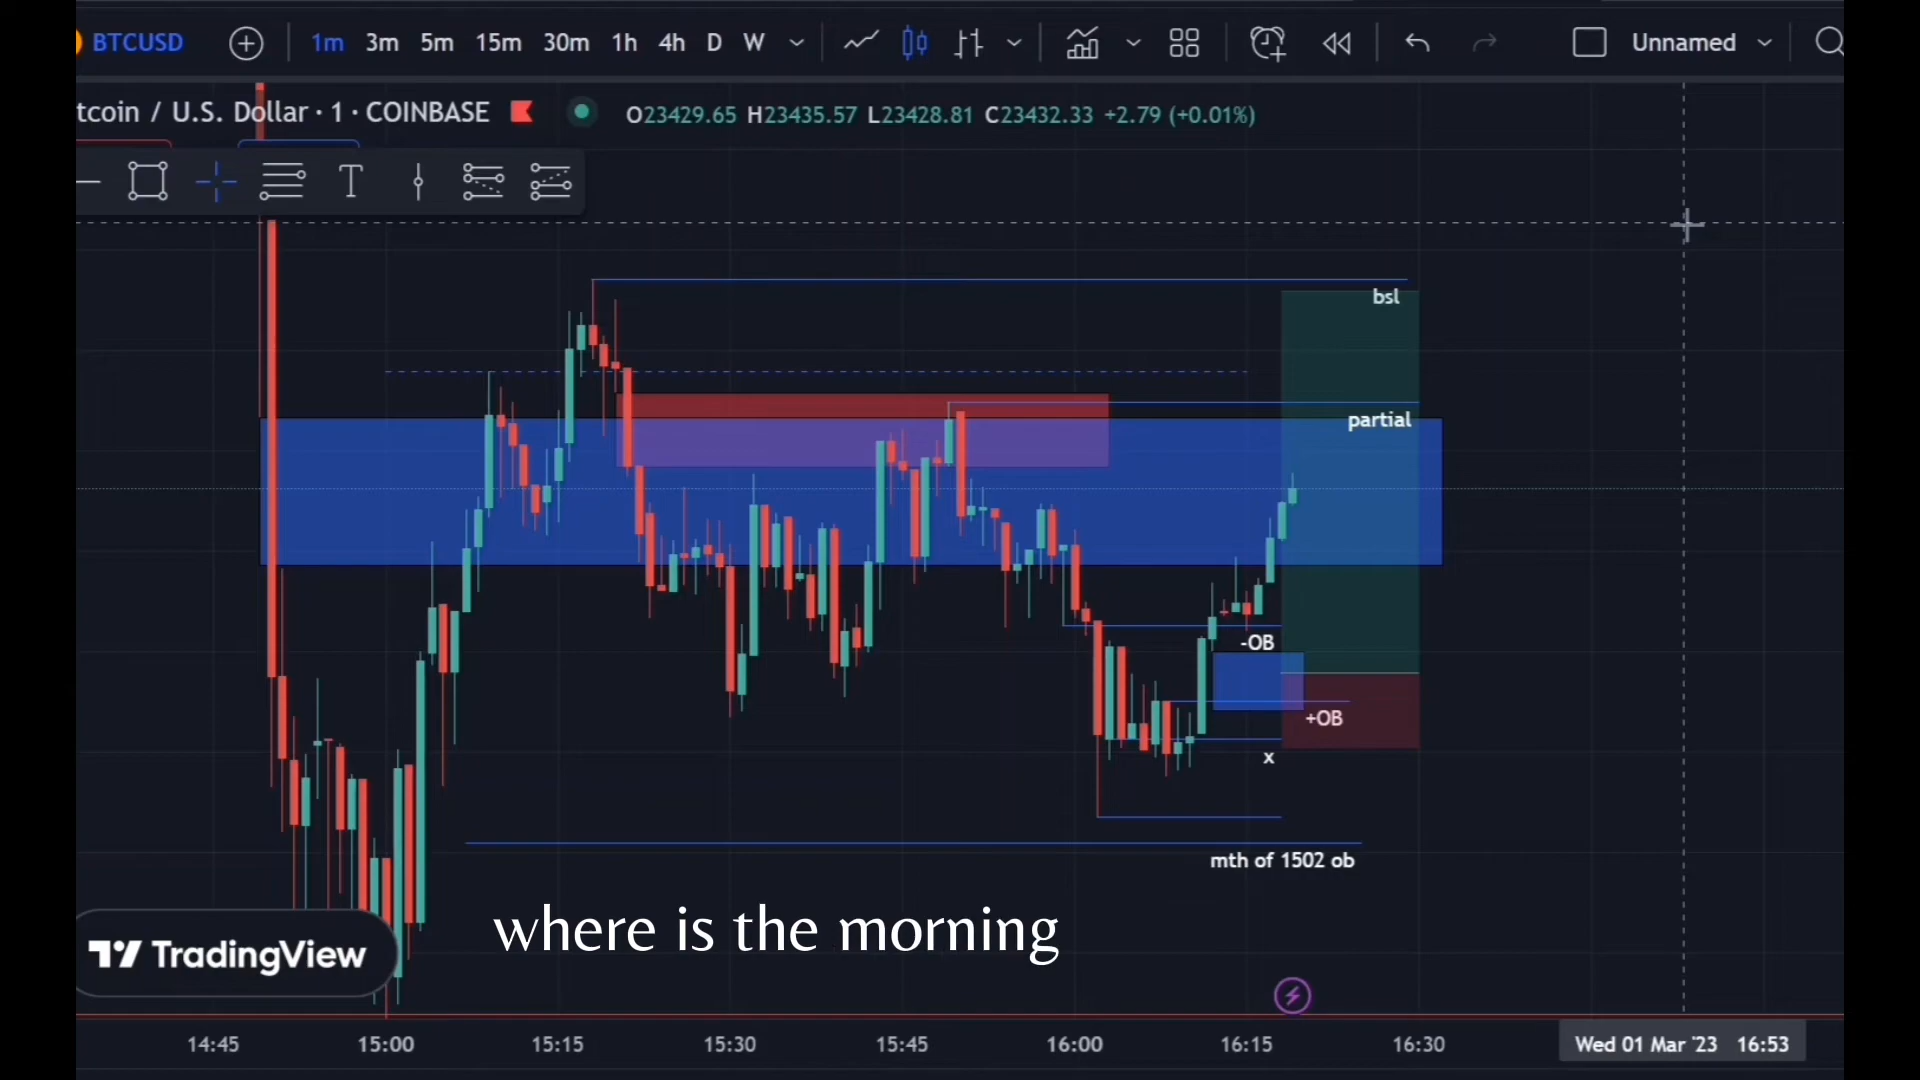 BTCUSD 1m 3m 5m 15m 30m 1h 4h D W Unnamed
tcoin / U.S. Dollar · 1 · COINBASE O23429.65 H23435.57 L23428.81 C23432.33 +2.79 (+0.01%)
T
bsl
partial
-OB
+OB
x
mth of 1502 ob
where is the morning
TradingView
14:45 15:00 15:15 15:30 15:45 16:00 16:15 16:30 Wed 01 Mar '23 16:53